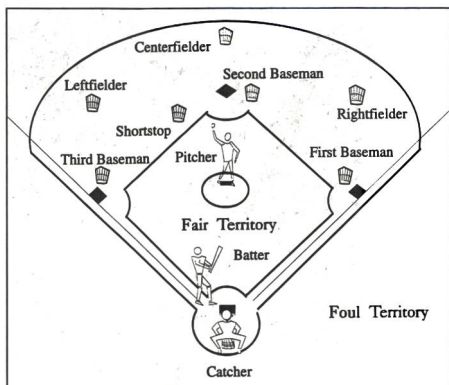 Centerfielder
Leftfielder
Second Baseman
Rightfielder
Shortstop
Third Baseman
Pitcher
First Baseman
Fair Territory
Batter
Foul Territory
Catcher